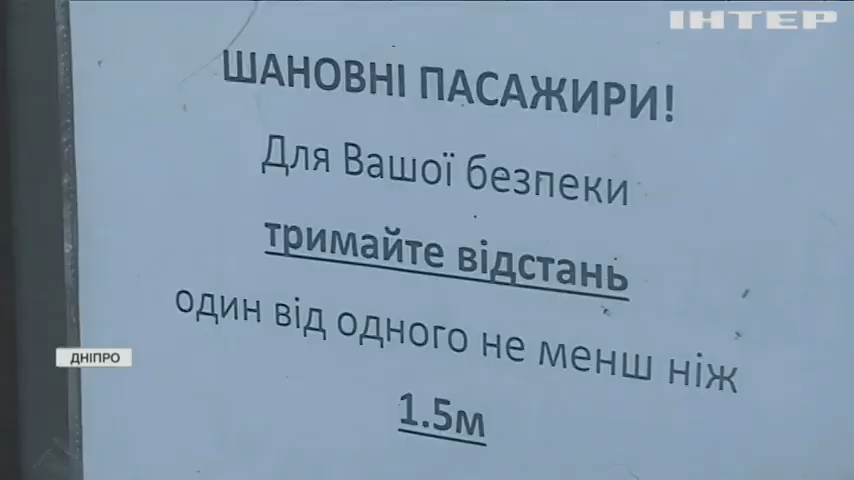 ІНТЕР
ШАНОВНІ ПАСАЖИРИ!
Для Вашої безпеки
тримайте відстань
один від одного не менш ніж
1.5м
ДНІПРО